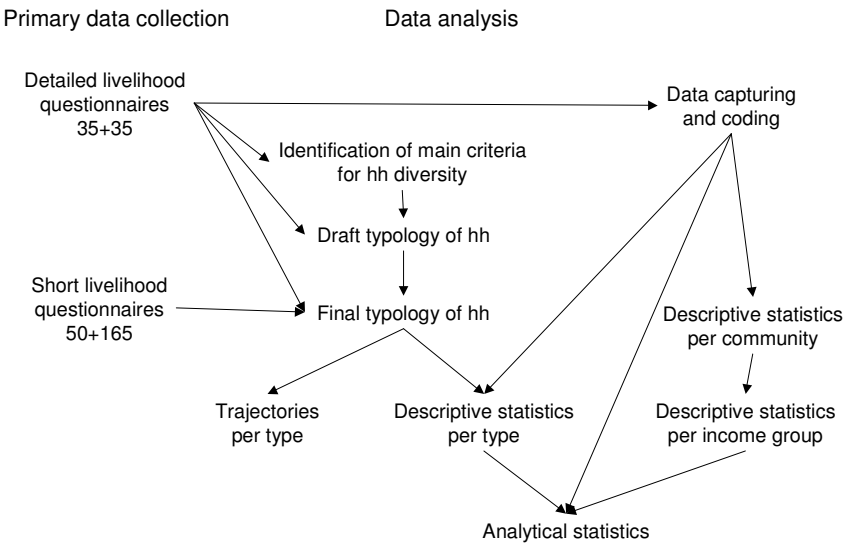 Primary data collection
Data analysis
Detailed livelihood
questionnaires
35+35
Data capturing
and coding
Identification of main criteria
for hh diversity
Draft typology of hh
Short livelihood
questionnaires
50+165
Final typology of hh
Descriptive statistics
per community
Trajectories
per type
Descriptive statistics
per type
Descriptive statistics
per income group
Analytical statistics